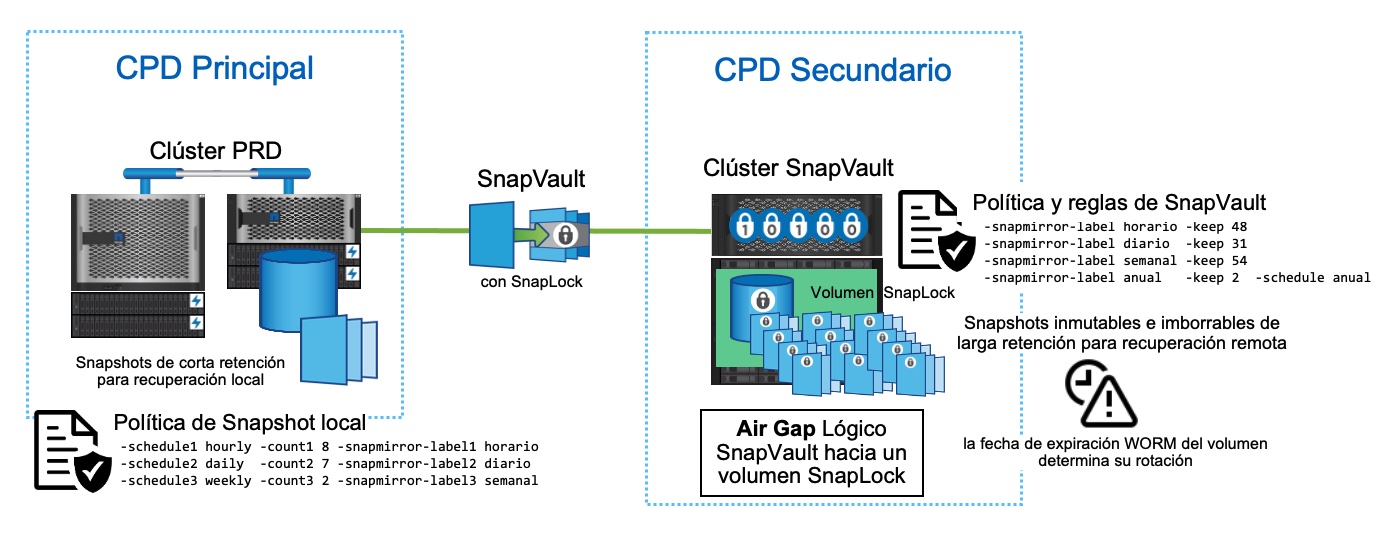 CPD Principal
Clúster PRD
Snapshots de corta retención
para recuperación local
Política de Snapshot local
-schedule1 hourly -count1 8 -snapmirror-label1 horario
-schedule2 daily  -count2 7 -snapmirror-label2 diario
-schedule3 weekly -count3 2 -snapmirror-label3 semanal
SnapVault
con SnapLock
CPD Secundario
Clúster SnapVault
1 0 1 0 0
Volumen SnapLock
Política y reglas de SnapVault
-snapmirror-label horario -keep 48
-snapmirror-label diario  -keep 31
-snapmirror-label semanal -keep 54
-snapmirror-label anual   -keep 2  -schedule anual
Snapshots inmutables e imborrables de
larga retención para recuperación remota
la fecha de expiración WORM del volumen
determina su rotación
Air Gap Lógico
SnapVault hacia un
volumen SnapLock